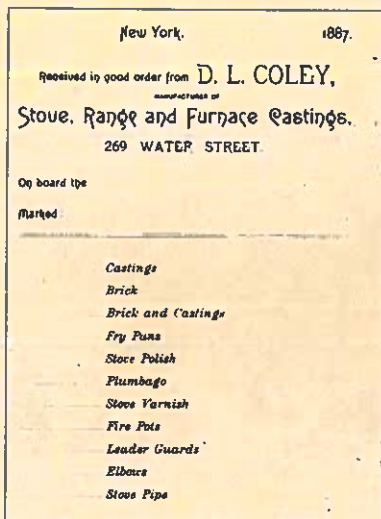 New York, 1887.
Received in good order from D. L. COLEY,
MANUFACTURER OF
Stove, Range and Furnace Castings,
269 WATER STREET.
On board the
Marked
Castings
Brick
Brick and Castings
Fry Pans
Stove Polish
Plumbago
Stove Varnish
Fire Pots
Leader Guards
Elbows
Stove Pipe